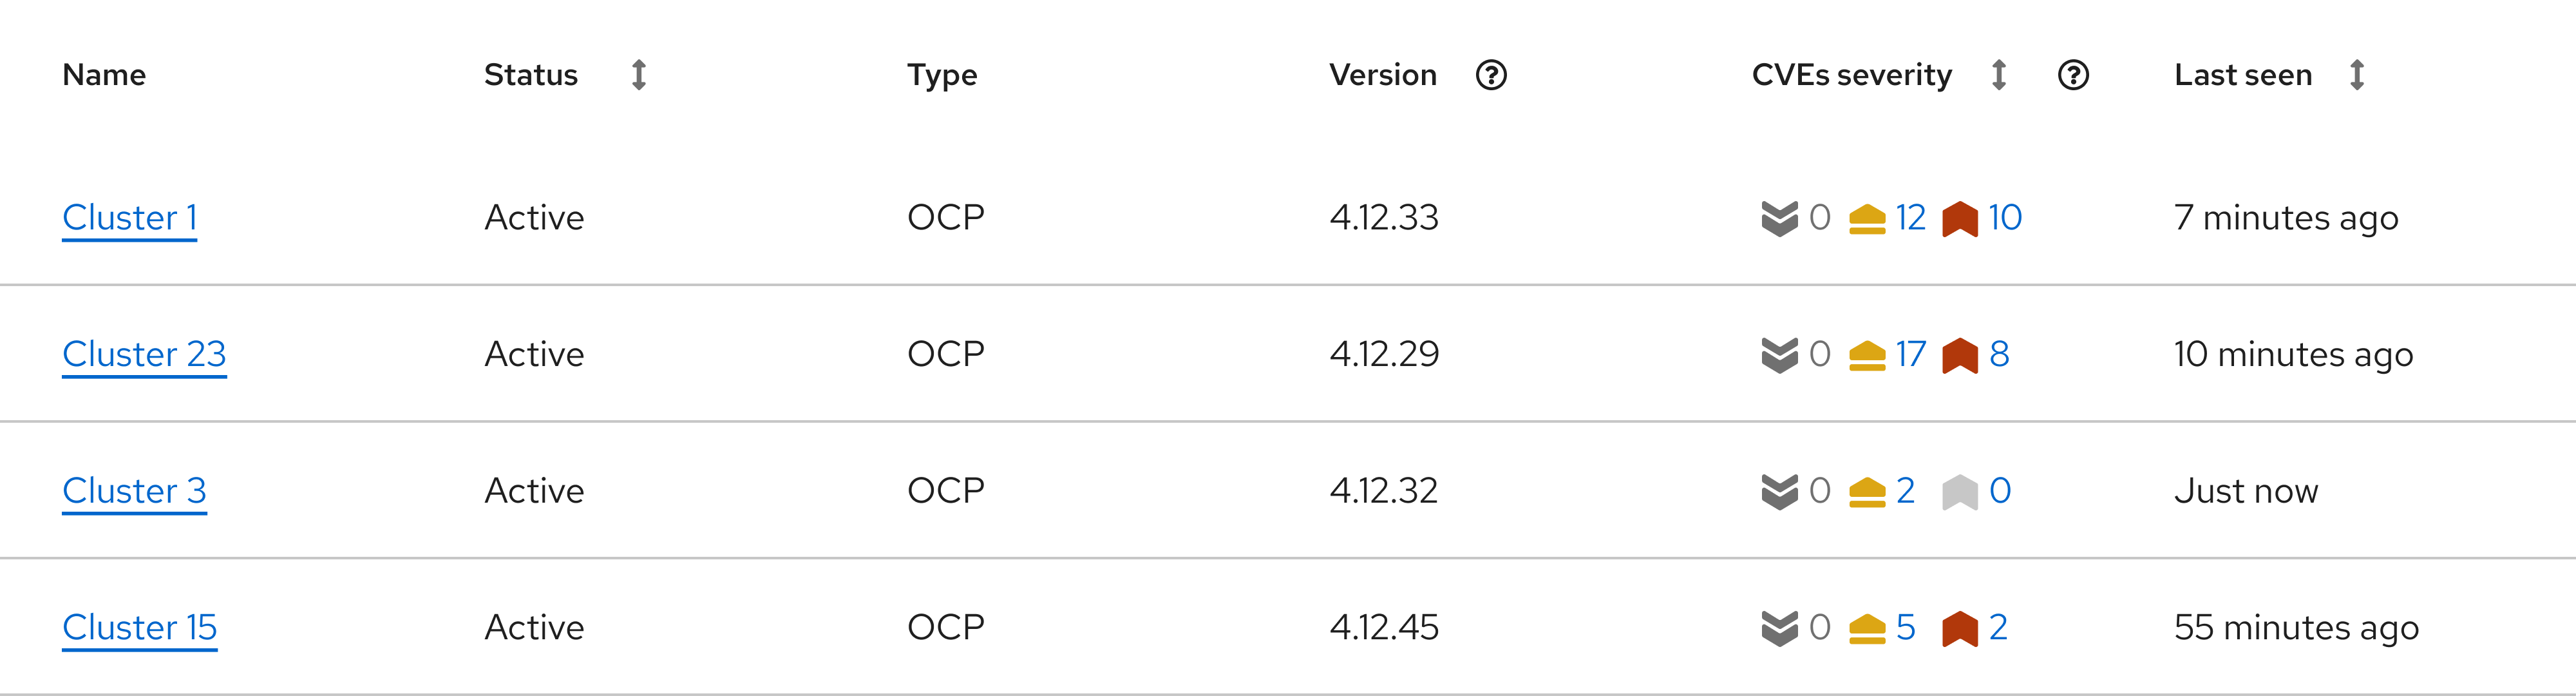 Name Status Type Version CVEs severity Last seen
Cluster 1 Active OCP 4.12.33 0 12 10 7 minutes ago
Cluster 23 Active OCP 4.12.29 0 17 8 10 minutes ago
Cluster 3 Active OCP 4.12.32 0 2 0 Just now
Cluster 15 Active OCP 4.12.45 0 5 2 55 minutes ago